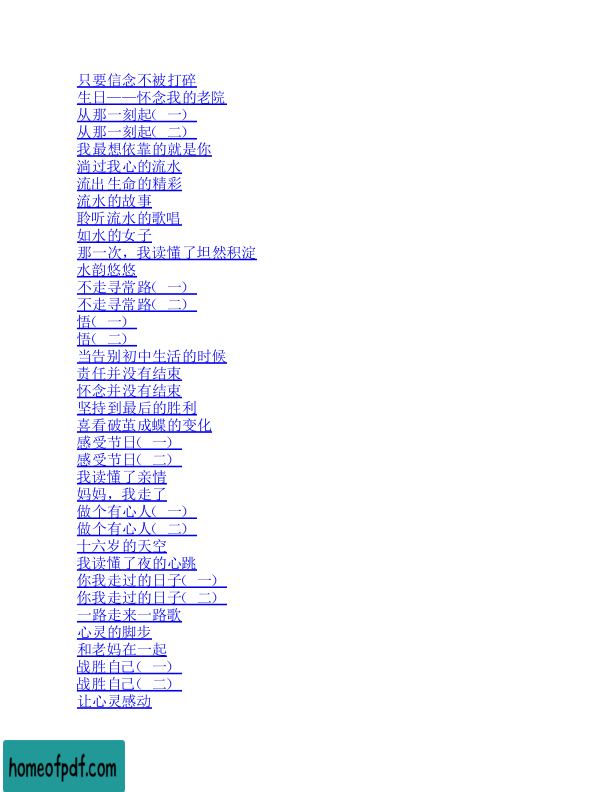 只要信念不被打碎
生日——怀念我的老院
从那一刻起( 一)
从那一刻起( 二)
我最想依靠的就是你
淌过我心的流水
流出生命的精彩
流水的故事
聆听流水的歌唱
如水的女子
那一次，我读懂了坦然积淀
水韵悠悠
不走寻常路( 一)
不走寻常路( 二)
悟( 一)
悟( 二)
当告别初中生活的时候
责任并没有结束
怀念并没有结束
坚持到最后的胜利
喜看破茧成蝶的变化
感受节日( 一)
感受节日( 二)
我读懂了亲情
妈妈，我走了
做个有心人( 一)
做个有心人( 二)
十六岁的天空
我读懂了夜的心跳
你我走过的日子( 一)
你我走过的日子( 二)
一路走来一路歌
心灵的脚步
和老妈在一起
战胜自己( 一)
战胜自己( 二)
让心灵感动
homeofpdf.com